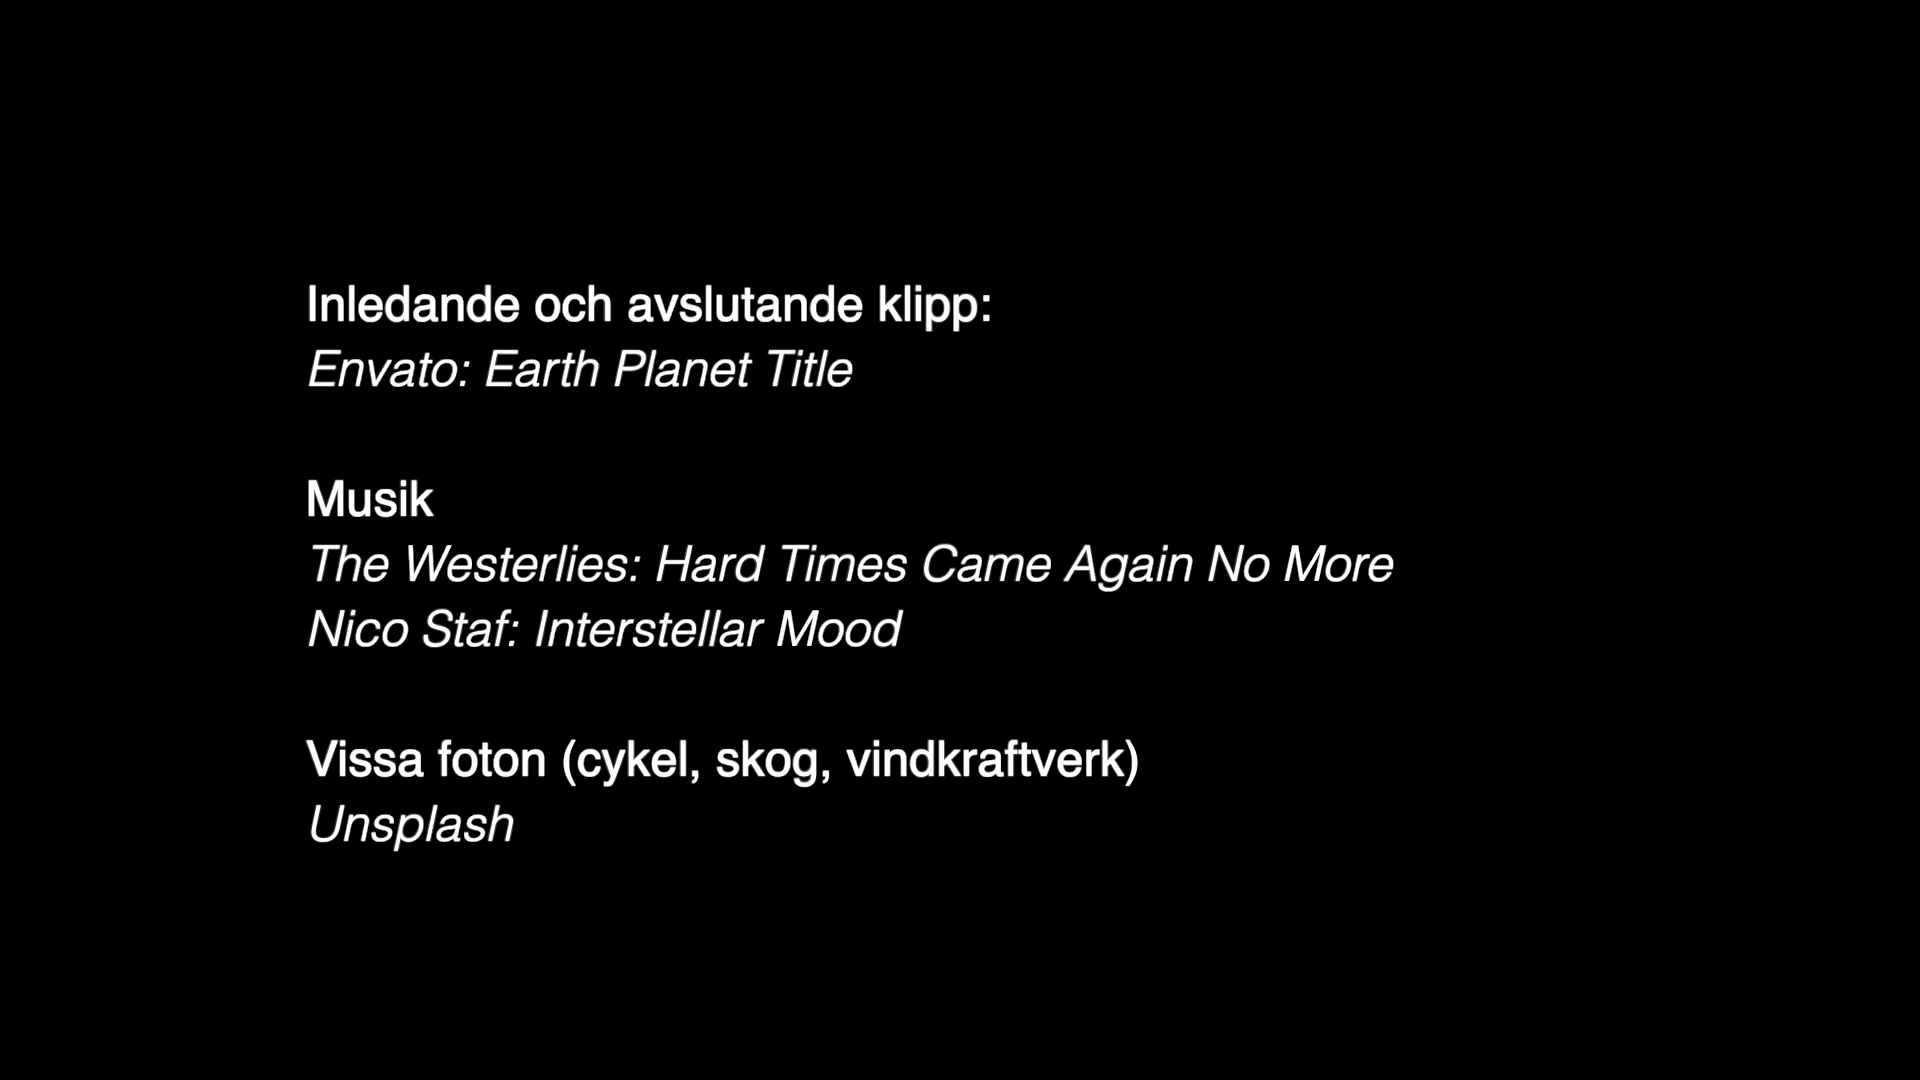 Inledande och avslutande klipp:
Envato: Earth Planet Title
Musik
The Westerlies: Hard Times Came Again No More
Nico Staf: Interstellar Mood
Vissa foton (cykel, skog, vindkraftverk)
Unsplash